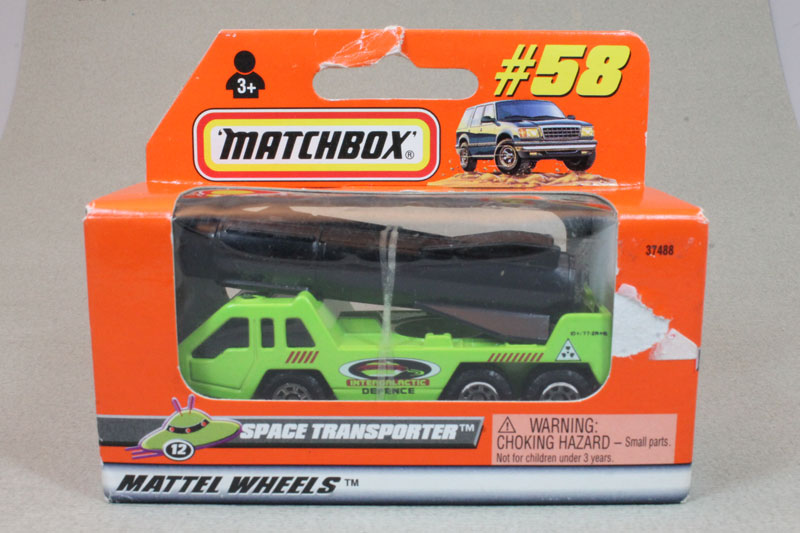 #58
3+
'MATCHBOX'®
37488
INTERGALACTIC
DEFENCE
12
SPACE TRANSPORTER™
WARNING:
CHOKING HAZARD – Small parts.
Not for children under 3 years.
MATTEL WHEELS™